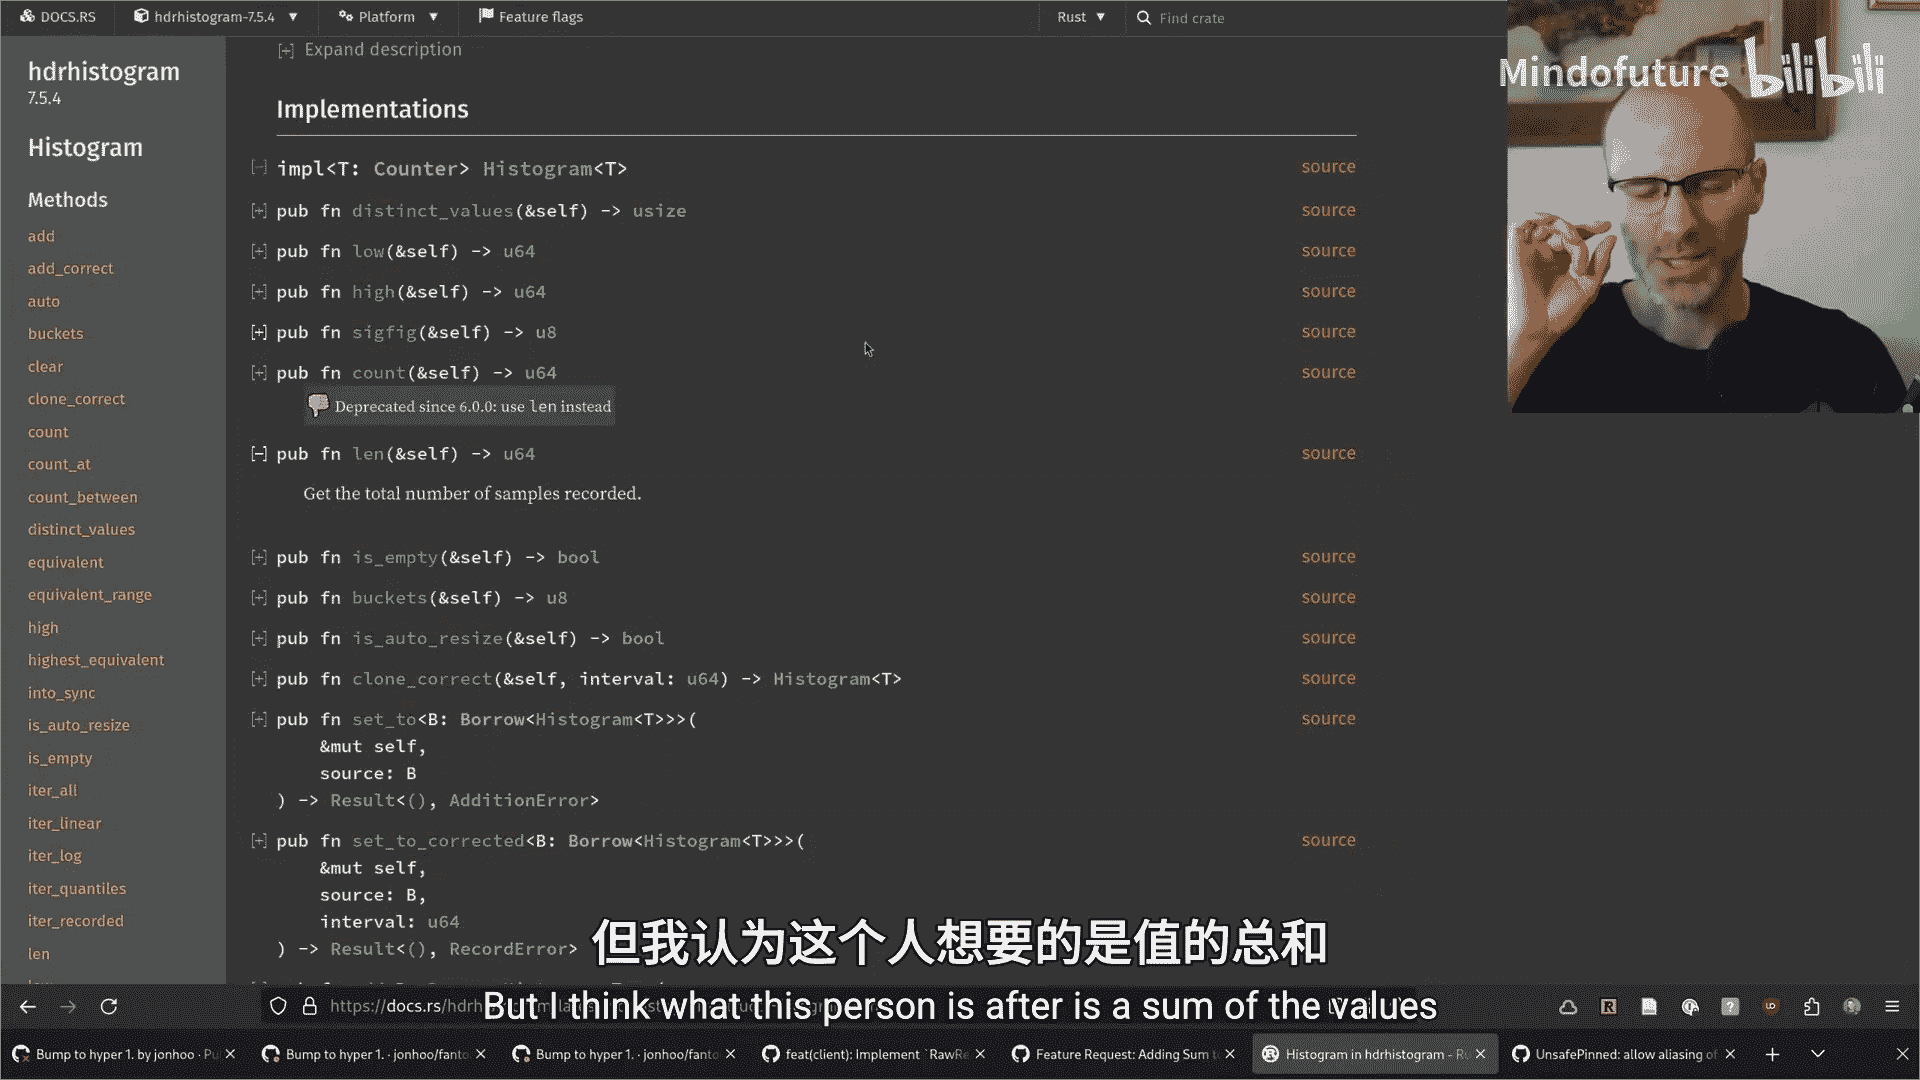 DOCS.RS
hdrhistogram-7.5.4
Platform
Feature flags
Rust
Find crate
hdrhistogram
7.5.4
Histogram
Methods
add
add_correct
auto
buckets
clear
clone_correct
count
count_at
count_between
distinct_values
equivalent
equivalent_range
high
highest_equivalent
into_sync
is_auto_resize
is_empty
iter_all
iter_linear
iter_log
iter_quantiles
iter_recorded
len
[+] Expand description
Implementations
[−] impl<T: Counter> Histogram<T> source
[+] pub fn distinct_values(&self) -> usize source
[+] pub fn low(&self) -> u64 source
[+] pub fn high(&self) -> u64 source
[+] pub fn sigfig(&self) -> u8 source
[+] pub fn count(&self) -> u64 source
Deprecated since 6.0.0: use len instead
[−] pub fn len(&self) -> u64 source
Get the total number of samples recorded.
[+] pub fn is_empty(&self) -> bool source
[+] pub fn buckets(&self) -> u8 source
[+] pub fn is_auto_resize(&self) -> bool source
[+] pub fn clone_correct(&self, interval: u64) -> Histogram<T> source
[+] pub fn set_to<B: Borrow<Histogram<T>>>( source
&mut self,
source: B
) -> Result<(), AdditionError>
[+] pub fn set_to_corrected<B: Borrow<Histogram<T>>>( source
&mut self,
source: B,
interval: u64
) -> Result<(), RecordError>
Mindofuture bilibili
但我认为这个人想要的是值的总和
But I think what this person is after is a sum of the values
https://docs.rs/hdrh
Bump to hyper 1. by jonhoo · Pu
Bump to hyper 1. · jonhoo/fanto
Bump to hyper 1. · jonhoo/fanto
feat(client): Implement `RawRe
Feature Request: Adding Sum t
Histogram in hdrhistogram - Ru
UnsafePinned: allow aliasing of